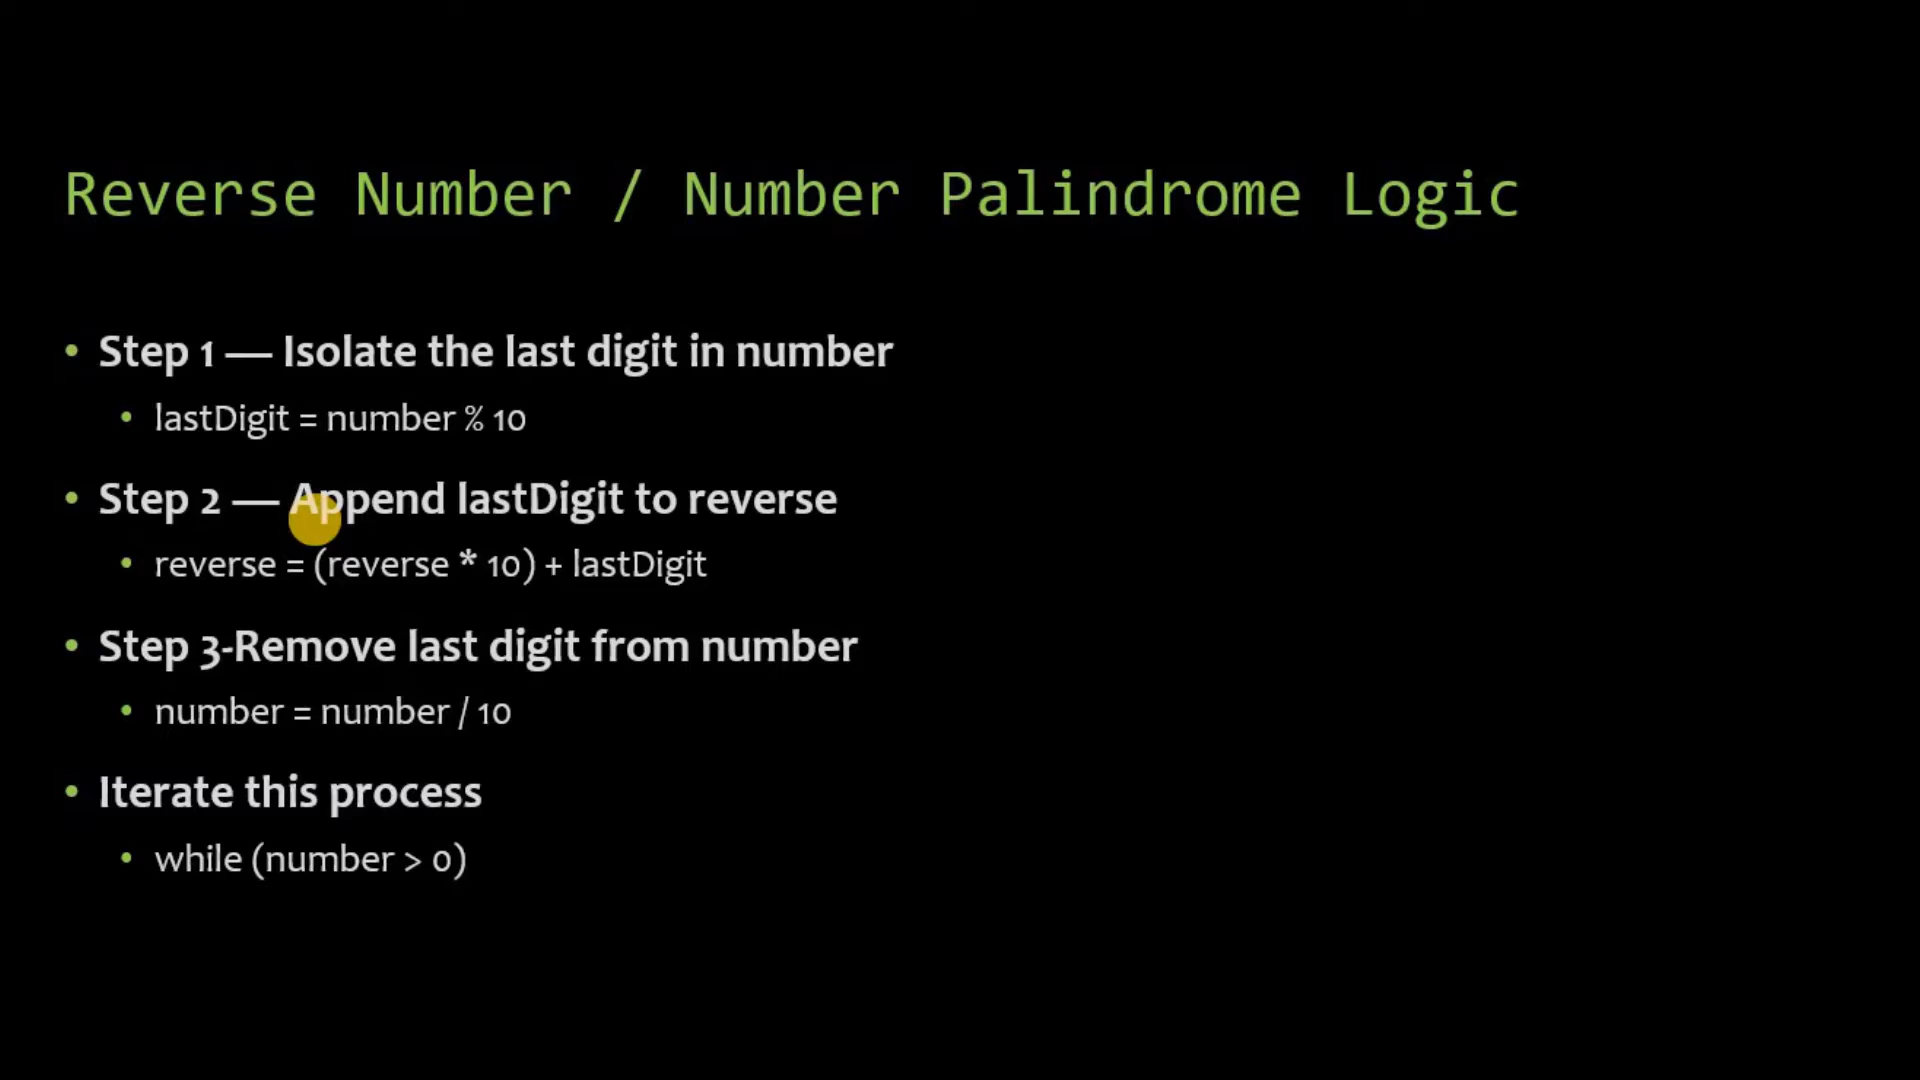 Reverse Number / Number Palindrome Logic
• Step 1 — Isolate the last digit in number
• lastDigit = number % 10
• Step 2 — Append lastDigit to reverse
• reverse = (reverse * 10) + lastDigit
• Step 3-Remove last digit from number
• number = number / 10
• Iterate this process
• while (number > 0)